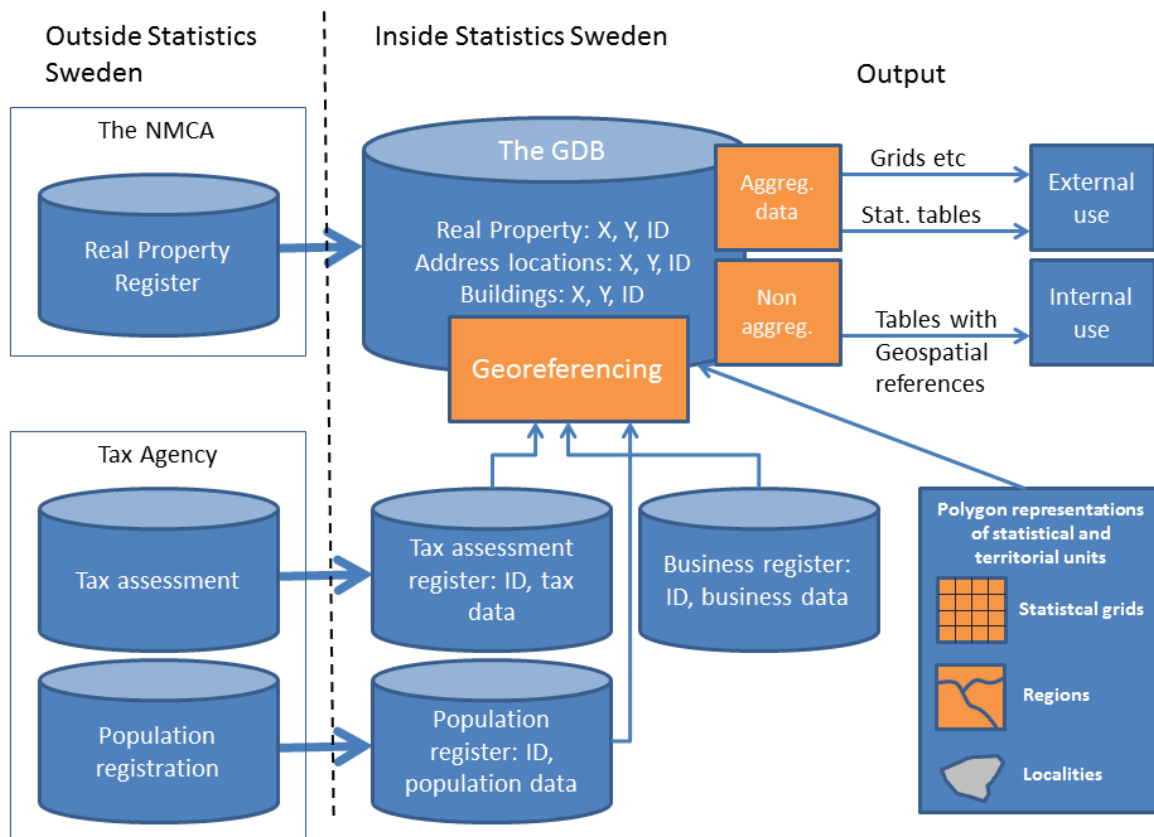 Outside Statistics
Sweden
Inside Statistics Sweden
Output
The NMCA
Real Property
Register
The GDB
Real Property: X, Y, ID
Address locations: X, Y, ID
Buildings: X, Y, ID
Georeferencing
Aggreg.
data
Non
aggreg.
Grids etc
Stat. tables
Tables with
Geospatial
references
External
use
Internal
use
Tax Agency
Tax assessment
Population
registration
Tax assessment
register: ID, tax
data
Business register:
ID, business data
Population
register: ID,
population data
Polygon representations
of statistical and
territorial units
Statistcal grids
Regions
Localities